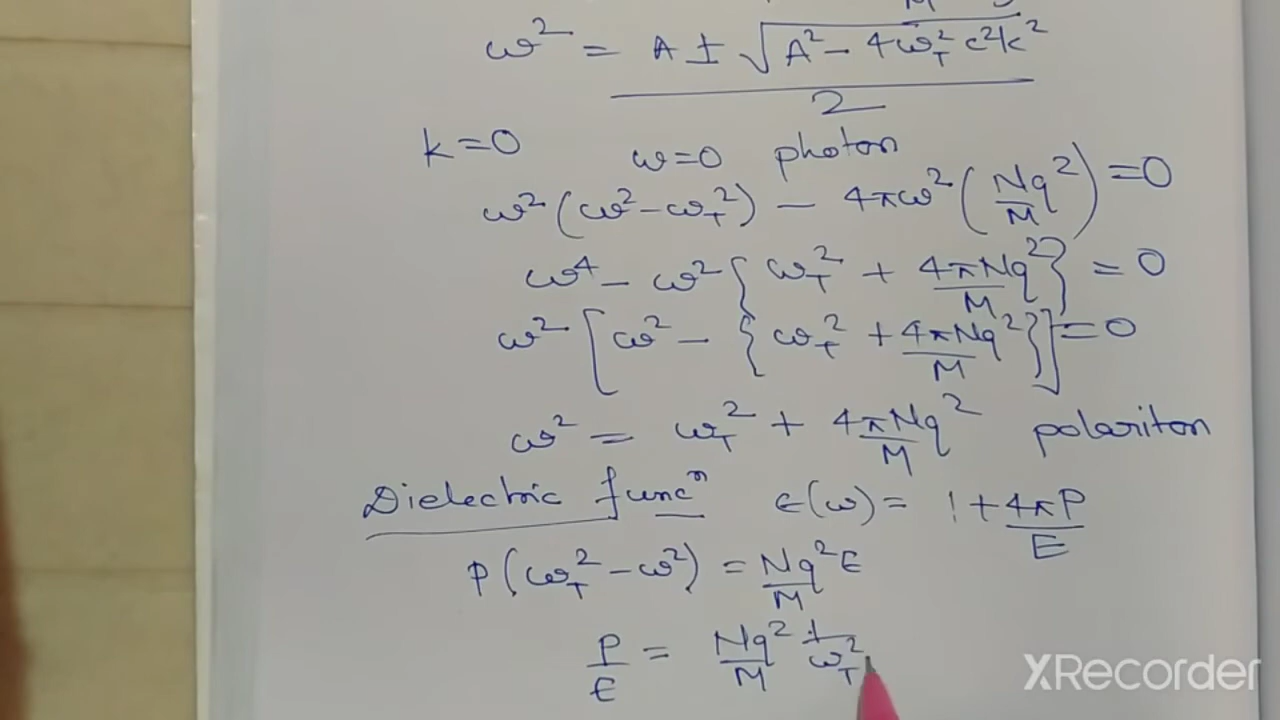 ω² = A ± √(A² − 4ω_T² c²k²) / 2
k=0 ω=0 photon
ω²(ω²−ω_T²) − 4πω²(Nq²/M) = 0
ω⁴ − ω²{ω_T² + 4πNq²/M} = 0
ω²[ω² − {ω_T² + 4πNq²/M}] = 0
ω² = ω_T² + 4πNq²/M polariton
Dielectric funcⁿ ε(ω) = 1 + 4πP/E
P(ω_T² − ω²) = Nq²E/M
P/E = Nq²/M 1/ω_T²
XRecorder